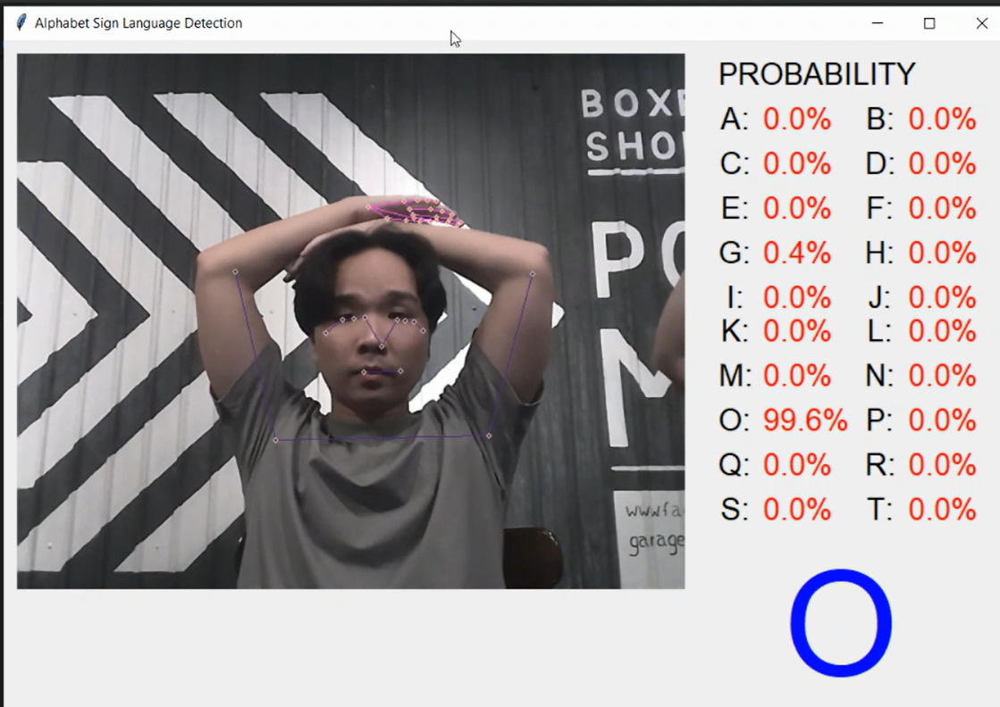 Alphabet Sign Language Detection
BOXE
SHO
PO
M
www.fa
garage
PROBABILITY
A: 0.0% B: 0.0%
C: 0.0% D: 0.0%
E: 0.0% F: 0.0%
G: 0.4% H: 0.0%
I: 0.0% J: 0.0%
K: 0.0% L: 0.0%
M: 0.0% N: 0.0%
O: 99.6% P: 0.0%
Q: 0.0% R: 0.0%
S: 0.0% T: 0.0%
O